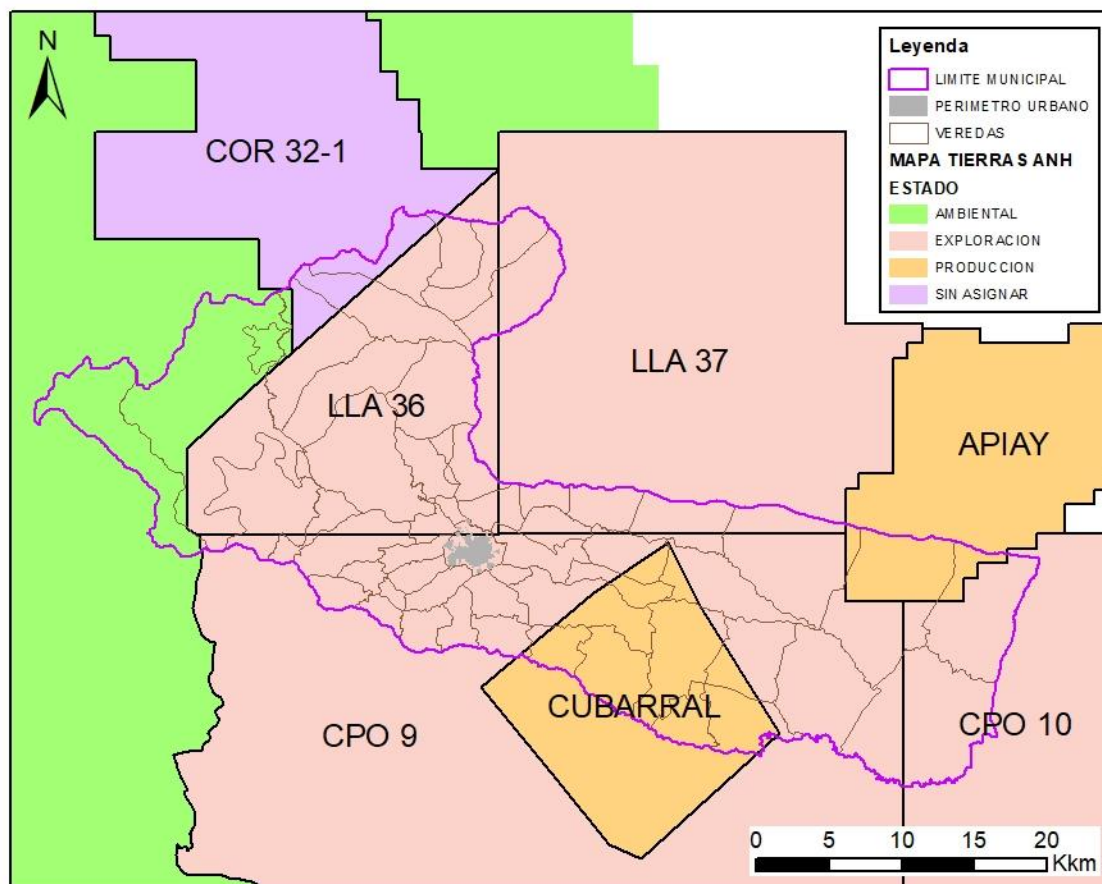 N
Leyenda
LIMITE MUNICIPAL
PERIMETRO URBANO
VEREDAS
MAPA TIERRAS ANH
ESTADO
AMBIENTAL
EXPLORACION
PRODUCCION
SIN ASIGNAR
COR 32-1
LLA 37
LLA 36
APIAY
CUBARRAL
CPO 9
CPO 10
0 5 10 15 20
Kkm